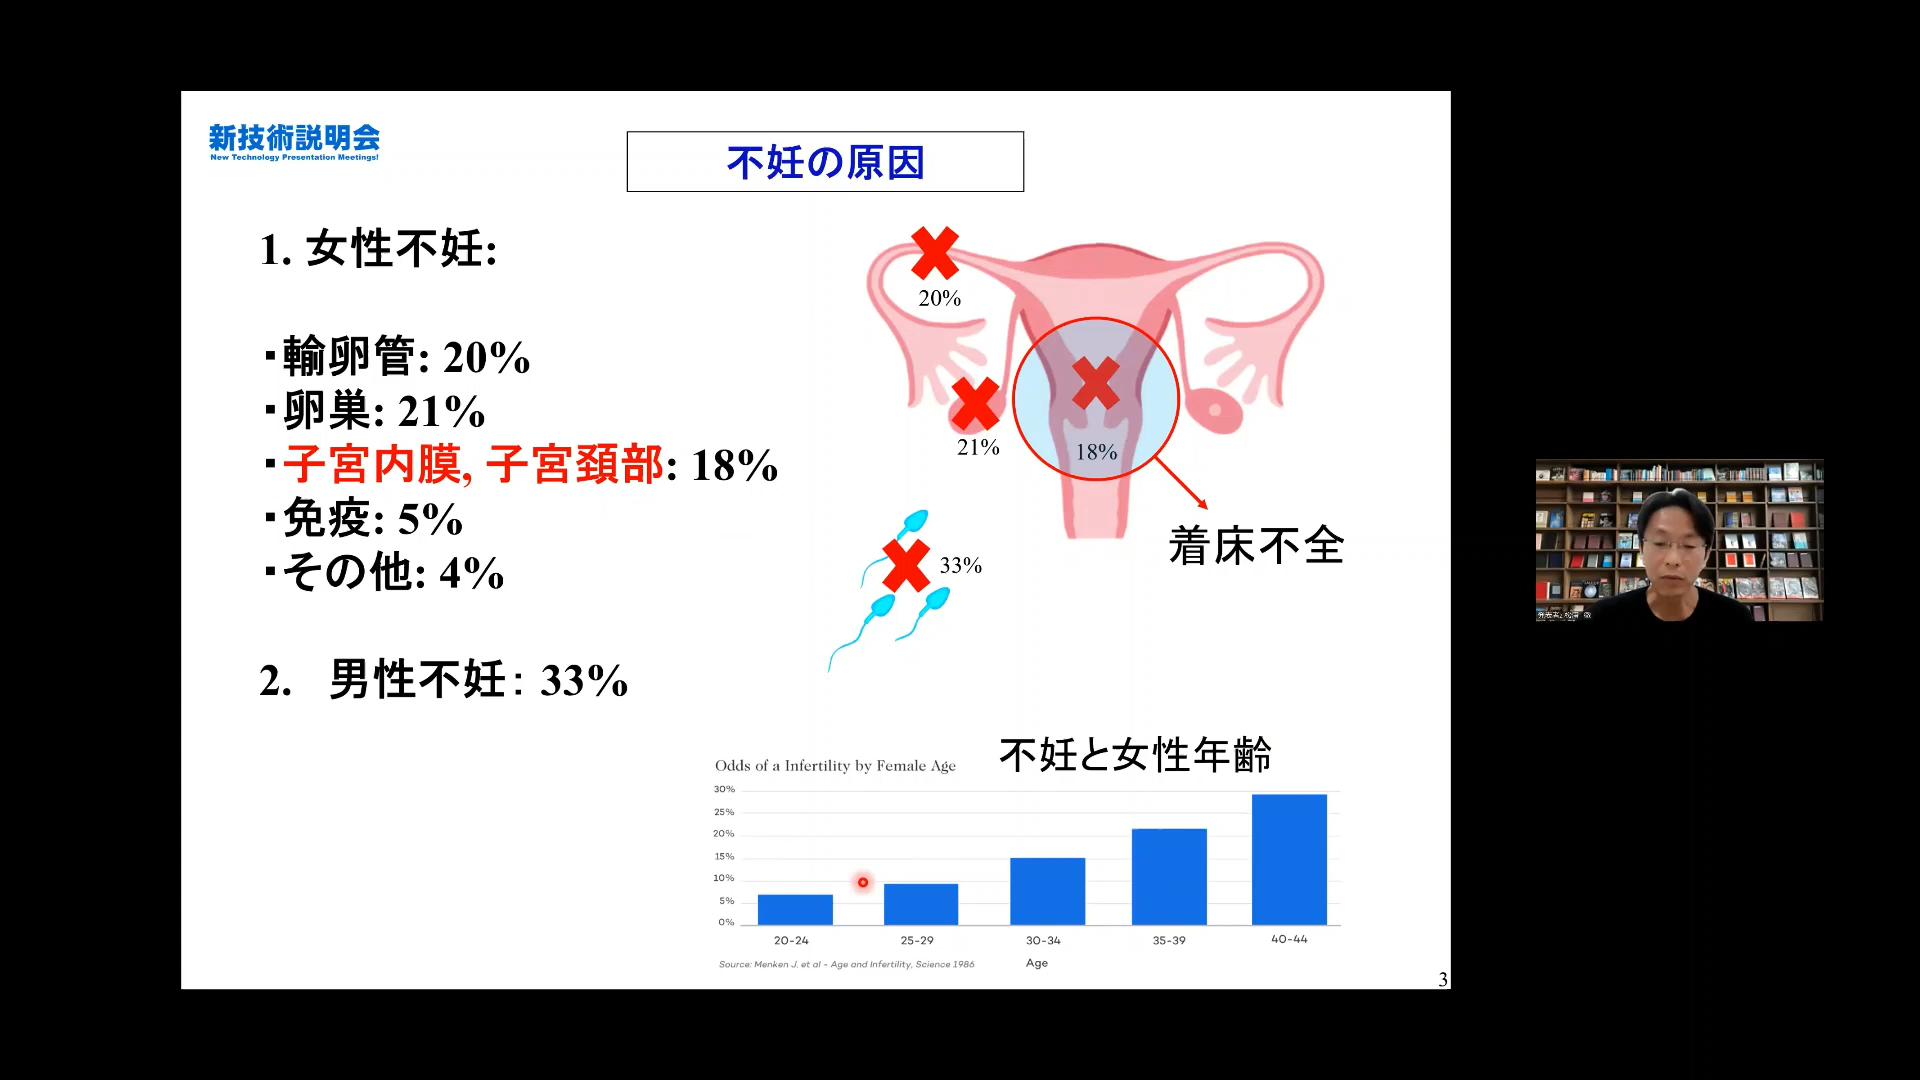 新技術説明会
New Technology Presentation Meetings!
不妊の原因
1. 女性不妊:
・輸卵管: 20%
・卵巣: 21%
・子宮内膜, 子宮頚部: 18%
・免疫: 5%
・その他: 4%
2. 男性不妊: 33%
20%
21%
18%
33%
着床不全
不妊と女性年齢
Odds of a Infertility by Female Age
30%
25%
20%
15%
10%
5%
0%
20-24
25-29
30-34
35-39
40-44
Age
Source: Menken J. et al - Age and Infertility, Science 1986
3